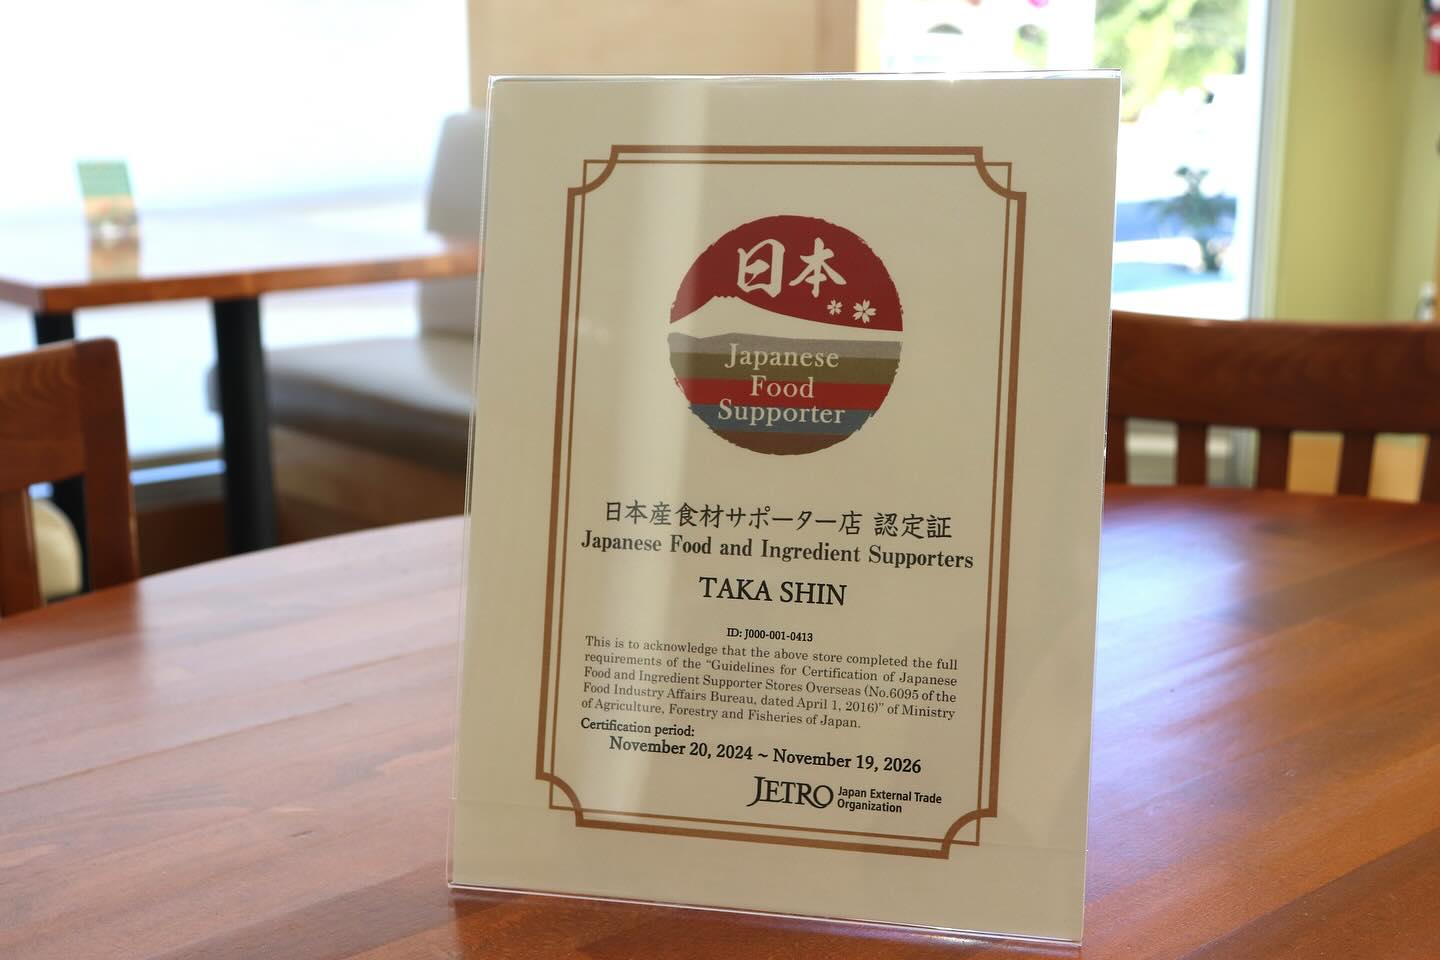 日本
Japanese
Food
Supporter
日本産食材サポーター店 認定証
Japanese Food and Ingredient Supporters
TAKA SHIN
ID: J000-001-0413
This is to acknowledge that the above store completed the full
requirements of the “Guidelines for Certification of Japanese
Food and Ingredient Supporter Stores Overseas (No.6095 of the
Food Industry Affairs Bureau, dated April 1, 2016)” of Ministry
of Agriculture, Forestry and Fisheries of Japan.
Certification period:
November 20, 2024 ~ November 19, 2026
JETRO Japan External Trade
Organization